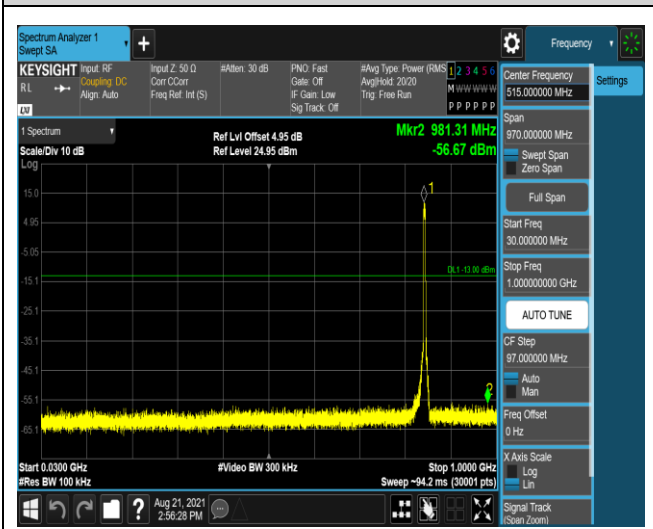 Spectrum Analyzer 1
Swept SA
Frequency
KEYSIGHT
RL
LXI
Input: RF
Coupling: DC
Align: Auto
Input Z: 50 Ω
Corr CCorr
Freq Ref: Int (S)
#Atten: 30 dB
PNO: Fast
Gate: Off
IF Gain: Low
Sig Track: Off
#Avg Type: Power (RMS
Avg|Hold: 20/20
Trig: Free Run
1 2 3 4 5 6
M W W W W W
P P P P P P
1 Spectrum
Scale/Div 10 dB
Log
Ref Lvl Offset 4.95 dB
Ref Level 24.95 dBm
Mkr2 981.31 MHz
-56.67 dBm
15.0
4.95
-5.05
-15.1
-25.1
-35.1
-45.1
-55.1
-65.1
1
DL1 -13.00 dBm
2
Start 0.0300 GHz
#Res BW 100 kHz
#Video BW 300 kHz
Stop 1.0000 GHz
Sweep ~94.2 ms (30001 pts)
Aug 21, 2021
2:56:28 PM
Center Frequency
515.000000 MHz
Settings
Span
970.000000 MHz
Swept Span
Zero Span
Full Span
Start Freq
30.000000 MHz
Stop Freq
1.000000000 GHz
AUTO TUNE
CF Step
97.000000 MHz
Auto
Man
Freq Offset
0 Hz
X Axis Scale
Log
Lin
Signal Track
(Span Zoom)